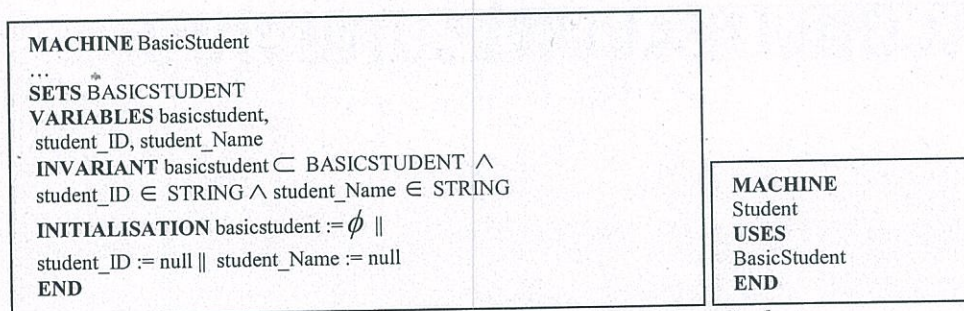 MACHINE BasicStudent
...
SETS BASICSTUDENT
VARIABLES basicstudent,
student_ID, student_Name
INVARIANT basicstudent ⊂ BASICSTUDENT ∧
student_ID ∈ STRING ∧ student_Name ∈ STRING
INITIALISATION basicstudent := ϕ ||
student_ID := null || student_Name := null
END
MACHINE
Student
USES
BasicStudent
END